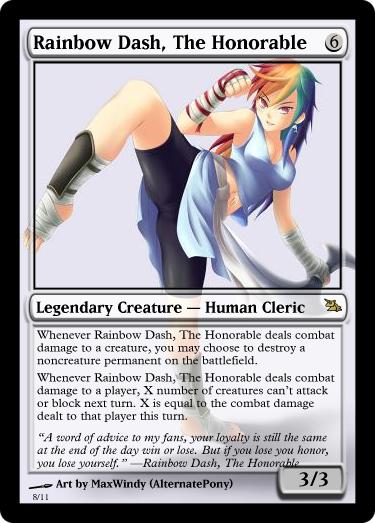 Rainbow Dash, The Honorable 6
Legendary Creature — Human Cleric
Whenever Rainbow Dash, The Honorable deals combat
damage to a creature, you may choose to destroy a
noncreature permanent on the battlefield.
Whenever Rainbow Dash, The Honorable deals combat
damage to a player, X number of creatures can't attack
or block next turn. X is equal to the combat damage
dealt to that player this turn.
"A word of advice to my fans, your loyalty is still the same
at the end of the day win or lose. But if you lose you honor,
you lose yourself." —Rainbow Dash, The Honorable
3/3
Art by MaxWindy (AlternatePony)
8/11